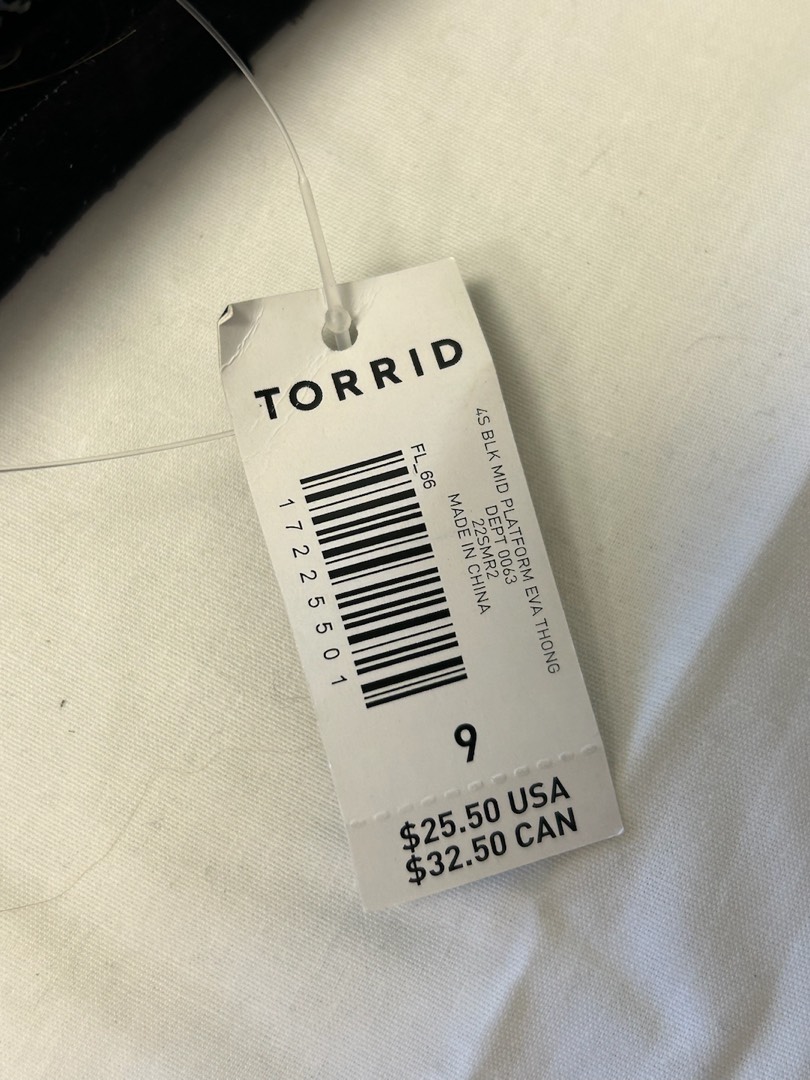 TORRID
4S BLK MID PLATFORM EVA THONG
DEPT 0063
22SMR2
MADE IN CHINA
FL_66
17225501
9
$25.50 USA
$32.50 CAN